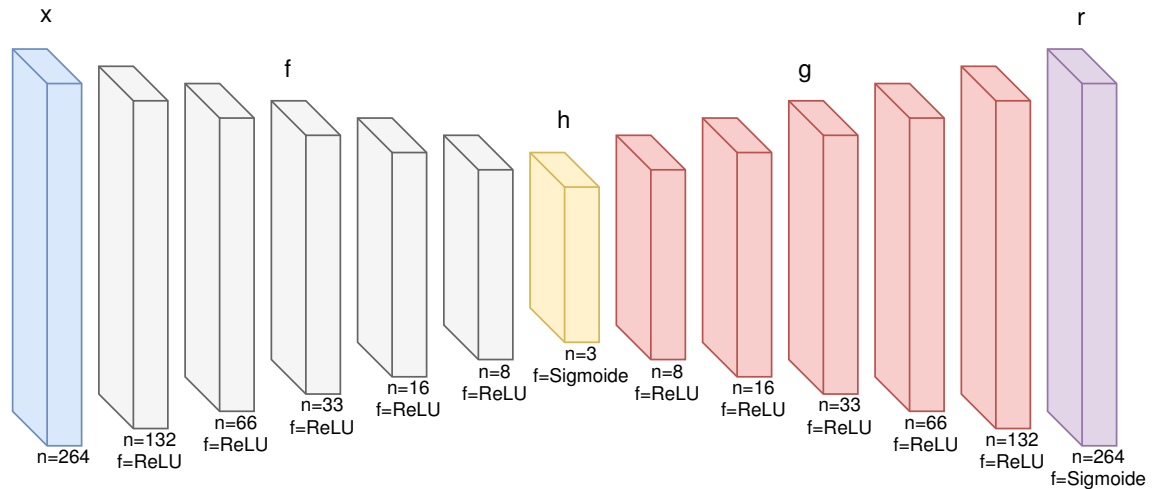 x
f
h
g
r
n=264
n=132
f=ReLU
n=66
f=ReLU
n=33
f=ReLU
n=16
f=ReLU
n=8
f=ReLU
n=3
f=Sigmoide
n=8
f=ReLU
n=16
f=ReLU
n=33
f=ReLU
n=66
f=ReLU
n=132
f=ReLU
n=264
f=Sigmoide